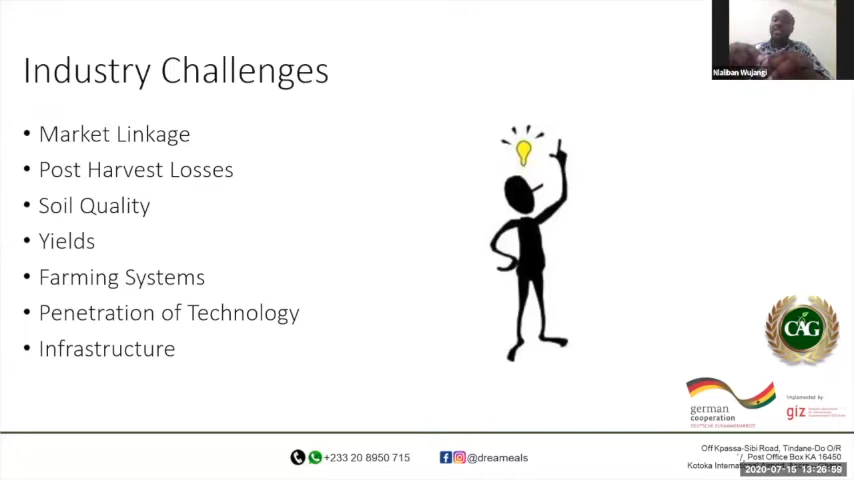 Industry Challenges
Nlaliban Wujangi
• Market Linkage
• Post Harvest Losses
• Soil Quality
• Yields
• Farming Systems
• Penetration of Technology
• Infrastructure
CAG
german
cooperation
DEUTSCHE ZUSAMMENARBEIT
Implemented by:
giz
+233 20 8950 715
@dreameals
Off Kpassa-Sibi Road, Tindane-Do O/R
/, Post Office Box KA 16450
Kotoka Internati
2020-07-15 13:26:59